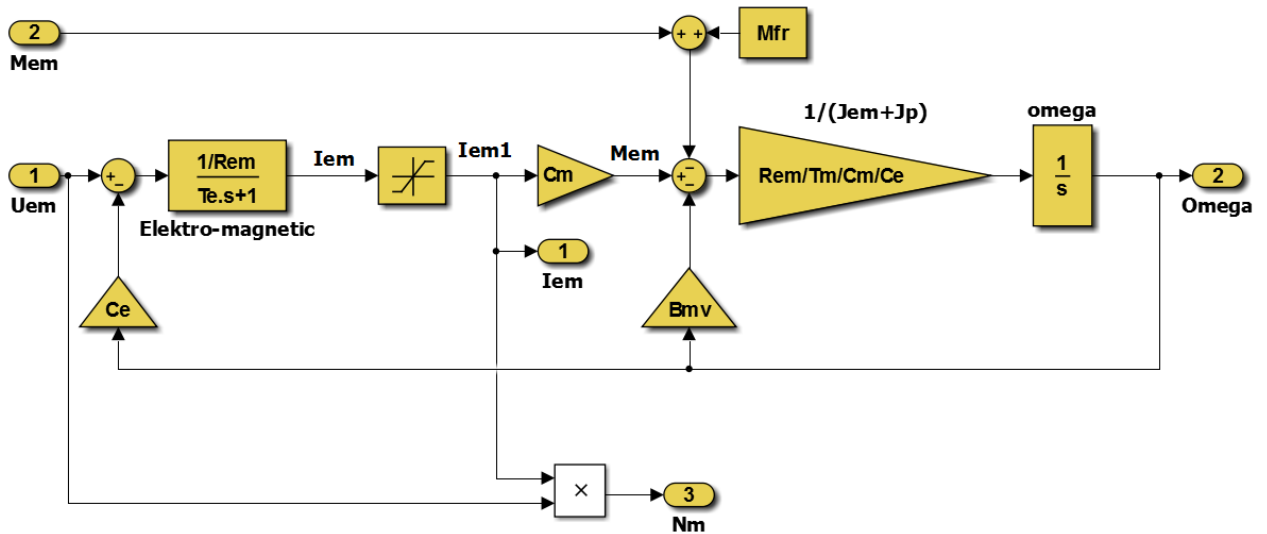 2
Mem
+ +
Mfr
1/(Jem+Jp)
omega
1
Uem
+
−
1/Rem
Te.s+1
Elektro-magnetic
Iem
Iem1
Cm
Mem
−
+
−
Rem/Tm/Cm/Ce
1
s
2
Omega
1
Iem
Ce
Bmv
×
3
Nm